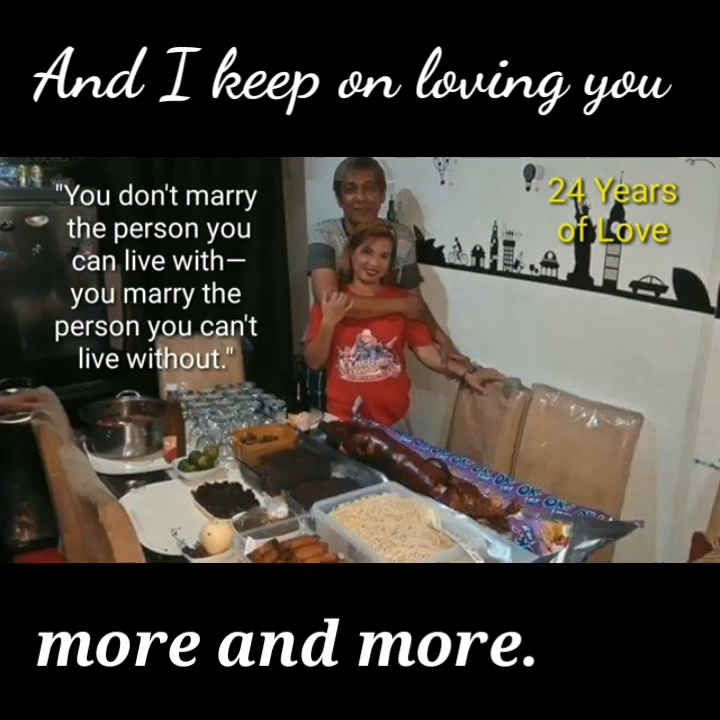 And I keep on loving you
"You don't marry
the person you
can live with—
you marry the
person you can't
live without."
24 Years
of Love
more and more.